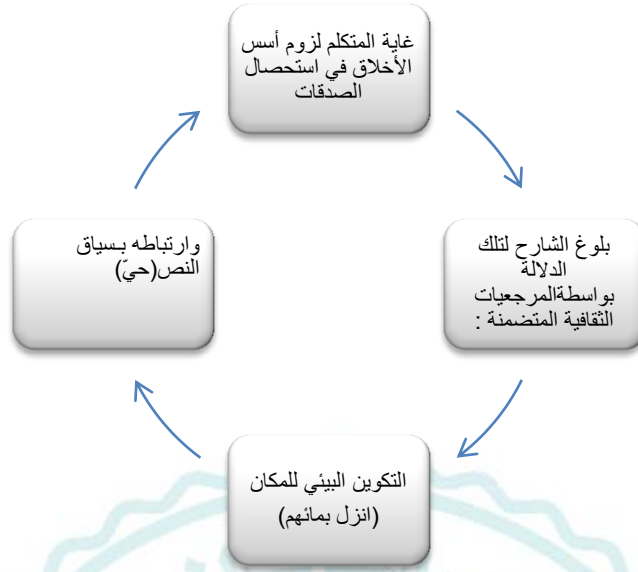 غاية المتكلم لزوم أسس
الأخلاق في استحصال
الصدقات
بلوغ الشارح لتلك
الدلالة
بواسطةالمرجعيات
الثقافية المتضمنة :
التكوين البيئي للمكان
(انزل بمائهم)
وارتباطه بـسياق
النص(حيّ)